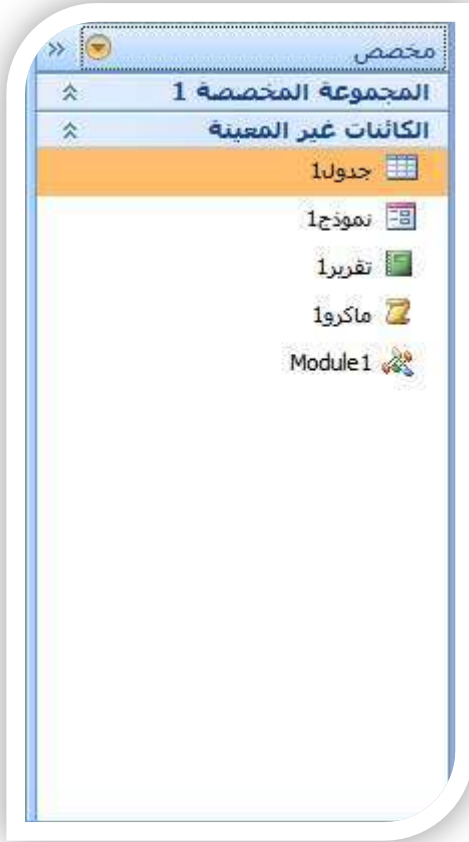 مخصص
المجموعة المخصصة 1
الكائنات غير المعينة
جدول1
نموذج1
تقرير1
ماكرو1
Module1